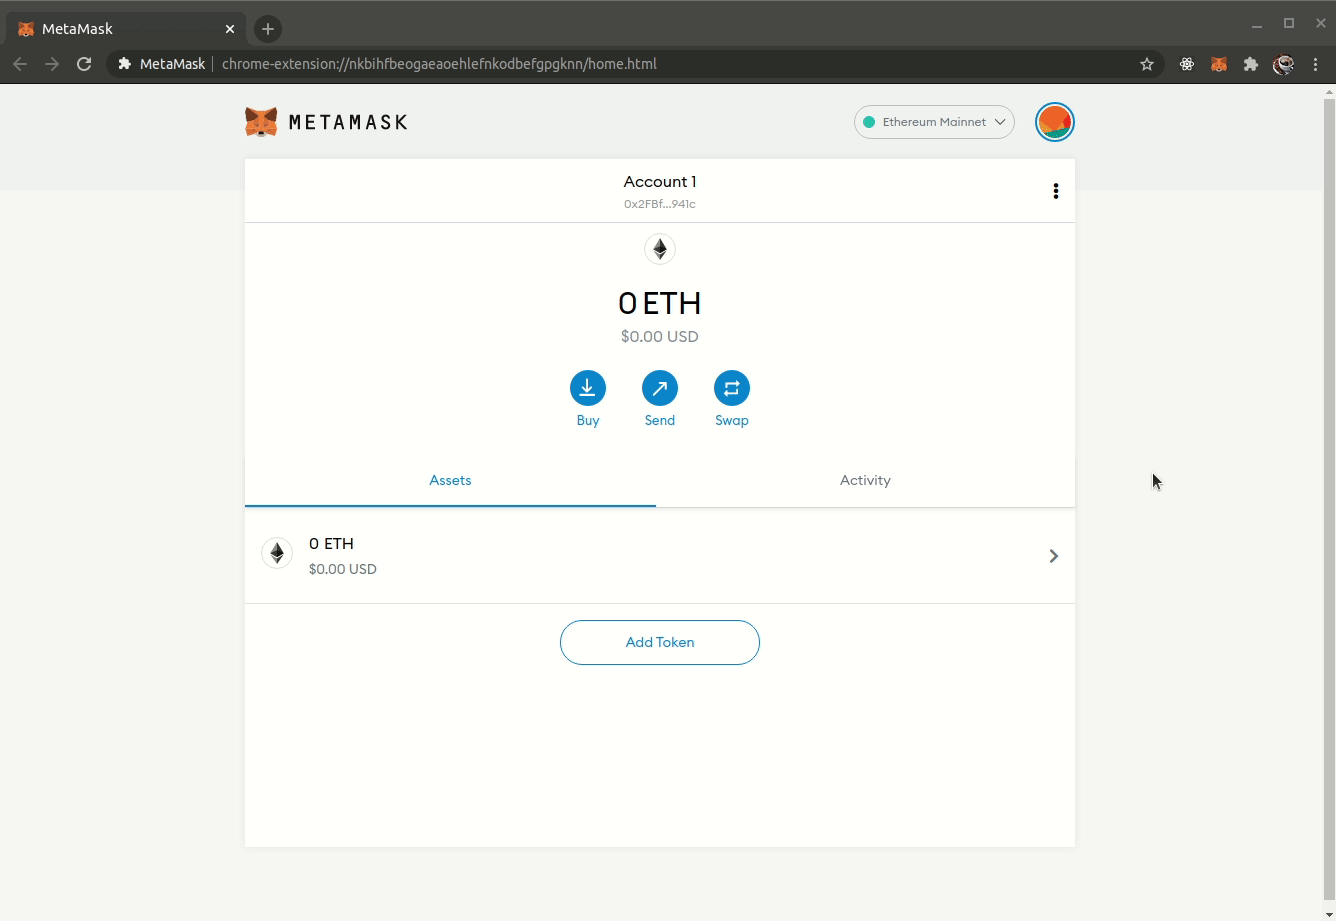 MetaMask
MetaMask
chrome-extension://nkbihfbeogaeaoehlefnkodbefgpgknn/home.html
METAMASK
Ethereum Mainnet
Account 1
0x2FBf...941c
0 ETH
$0.00 USD
Buy
Send
Swap
Assets
Activity
0 ETH
$0.00 USD
Add Token